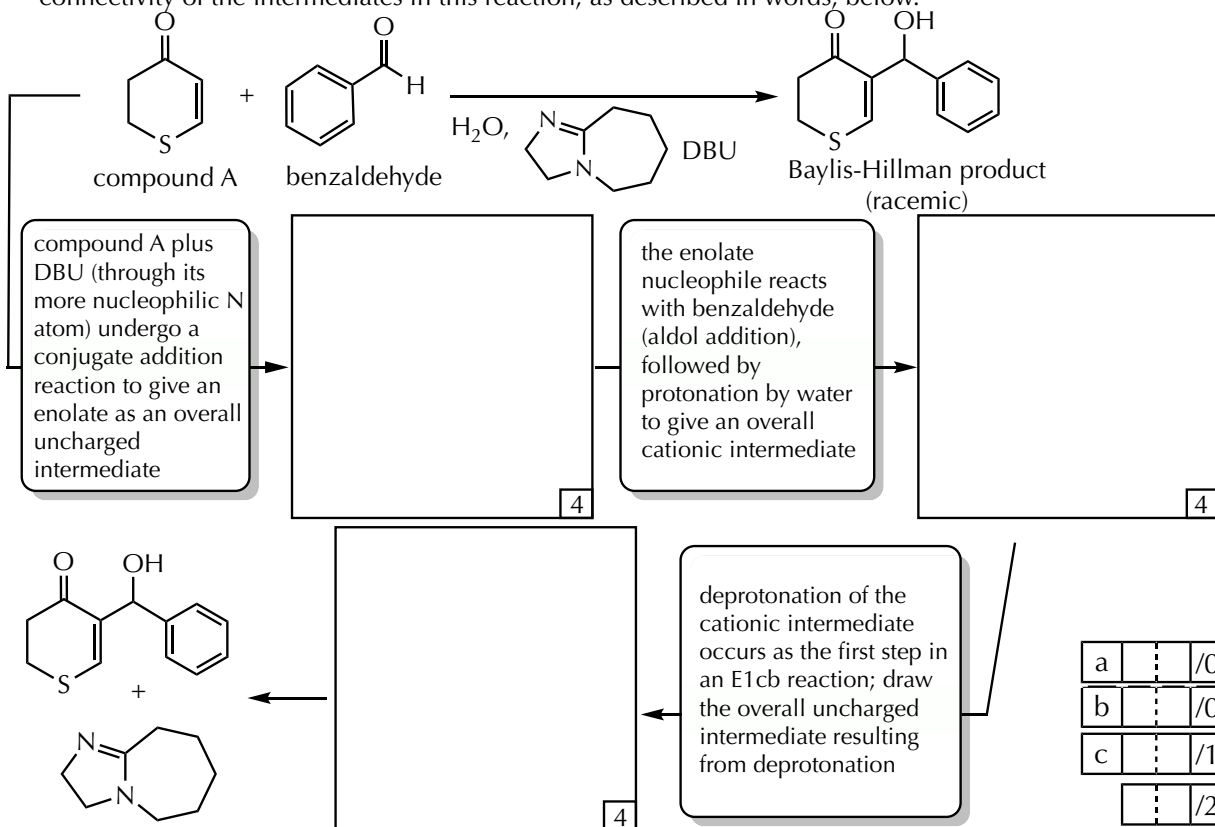 connectivity of the intermediates in this reaction, as described in words, below.
O
S
compound A
+
O
H
benzaldehyde
H₂O,
N
N
DBU
O
OH
S
Baylis-Hillman product
(racemic)
compound A plus
DBU (through its
more nucleophilic N
atom) undergo a
conjugate addition
reaction to give an
enolate as an overall
uncharged
intermediate
4
the enolate
nucleophile reacts
with benzaldehyde
(aldol addition),
followed by
protonation by water
to give an overall
cationic intermediate
4
deprotonation of the
cationic intermediate
occurs as the first step in
an E1cb reaction; draw
the overall uncharged
intermediate resulting
from deprotonation
4
O
OH
S
+
N
N
a
b
c